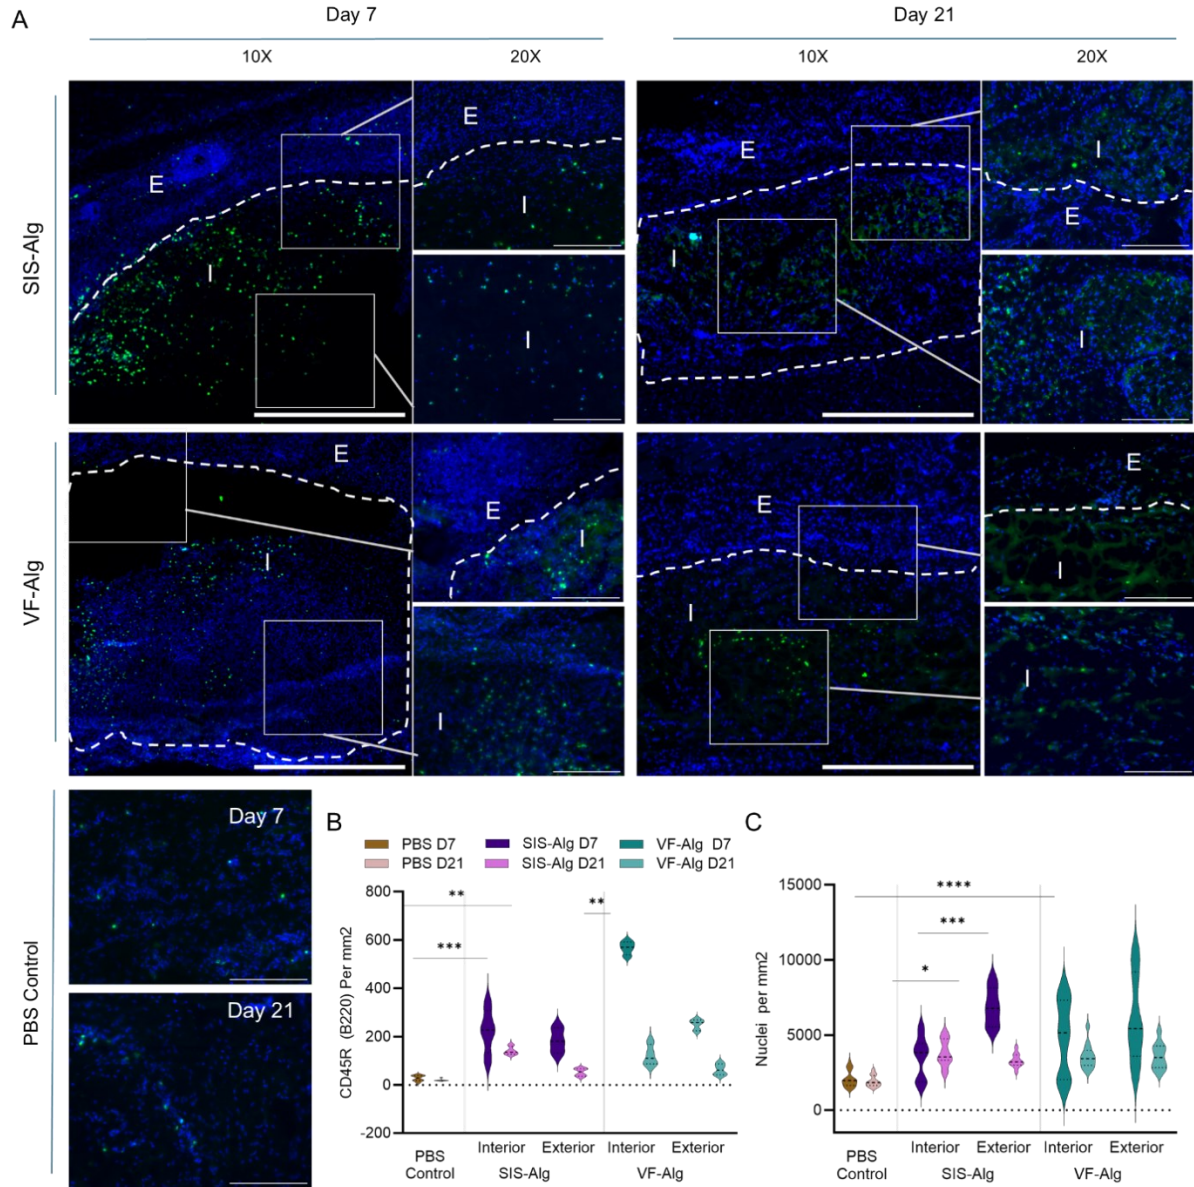 A
Day 7
Day 21
10X
20X
10X
20X
SIS-Alg
E
I
E
I
I
E
I
I
E
I
VF-Alg
E
I
E
I
I
E
I
E
I
I
PBS Control
Day 7
Day 21
B
PBS D7
SIS-Alg D7
VF-Alg D7
PBS D21
SIS-Alg D21
VF-Alg D21
CD45R (B220) Per mm2
800
600
400
200
0
-200
**
***
**
PBS Control
Interior
Exterior
Interior
Exterior
SIS-Alg
VF-Alg
C
Nuclei per mm2
15000
10000
5000
0
****
***
*
PBS Control
Interior
Exterior
Interior
Exterior
SIS-Alg
VF-Alg